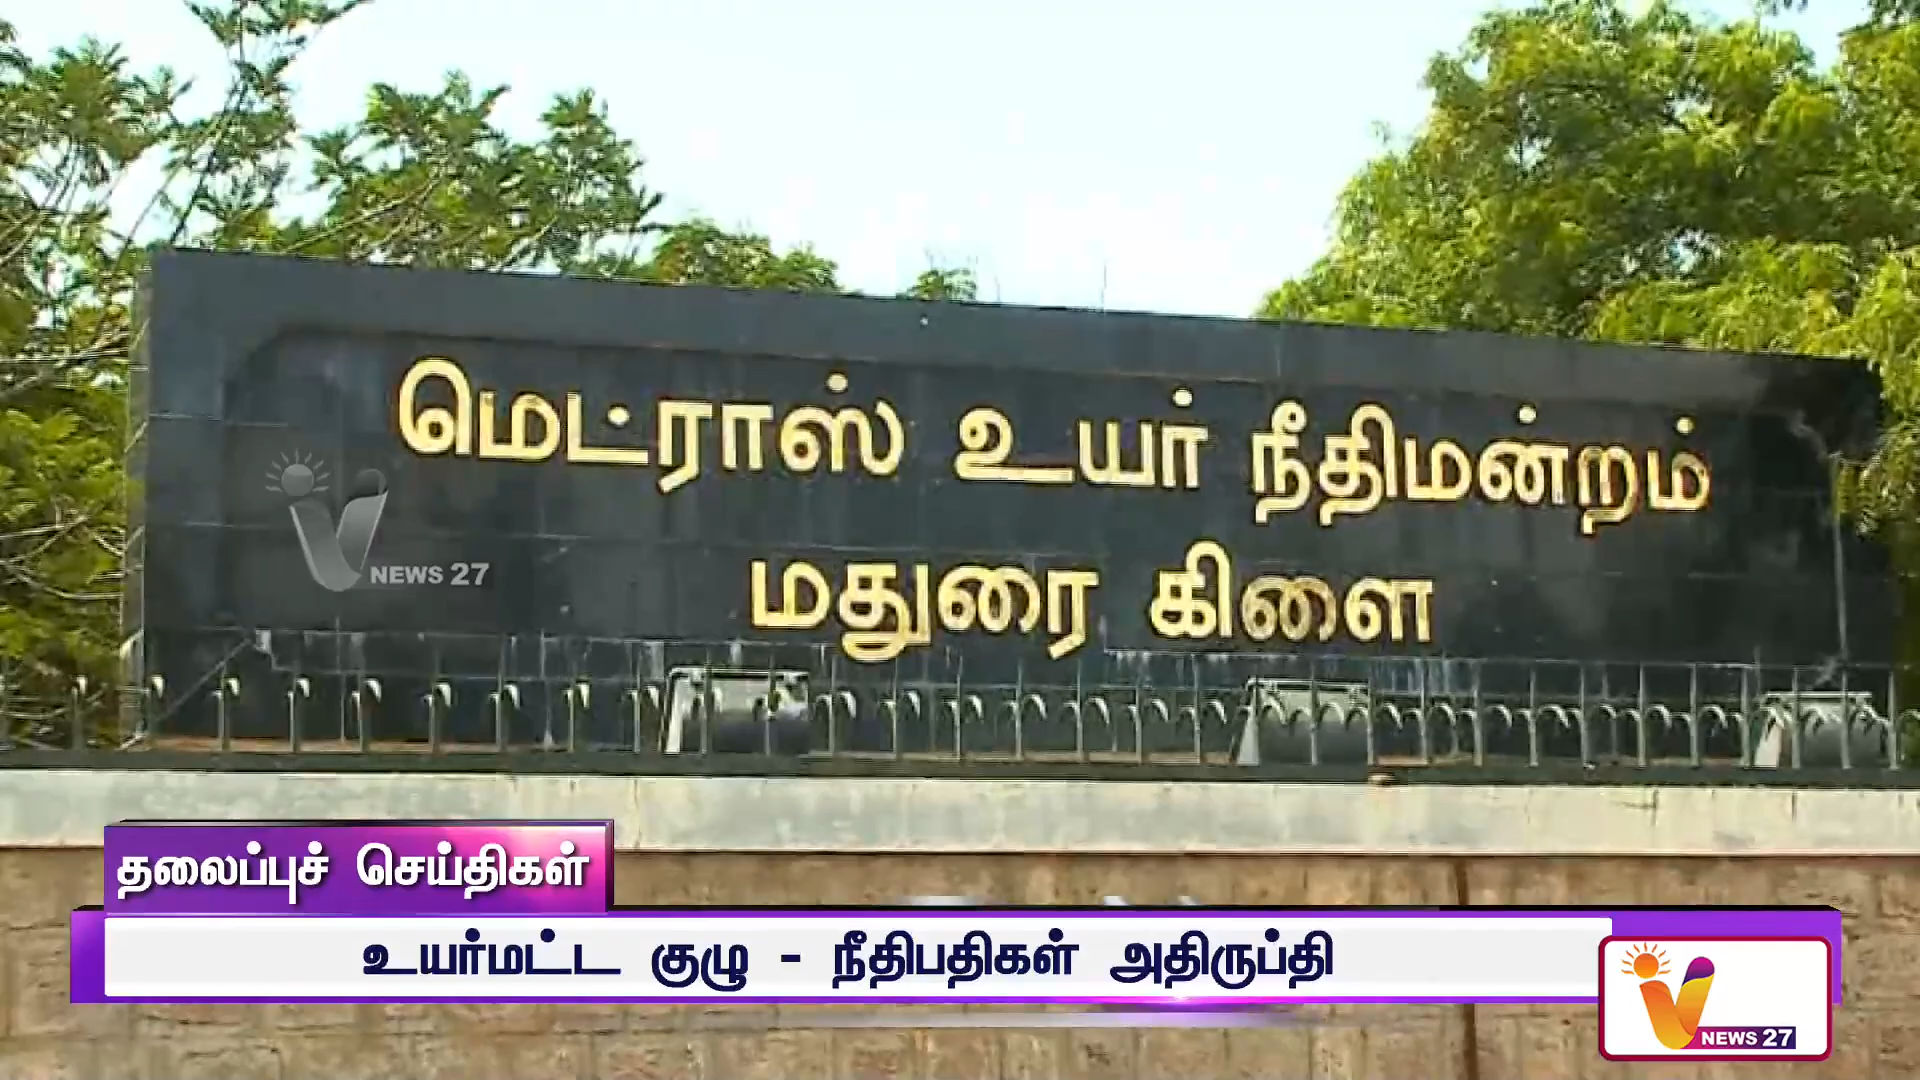 மெட்ராஸ் உயர் நீதிமன்றம்
மதுரை கிளை
NEWS 27
தலைப்புச் செய்திகள்
உயர்மட்ட குழு - நீதிபதிகள் அதிருப்தி
NEWS 27